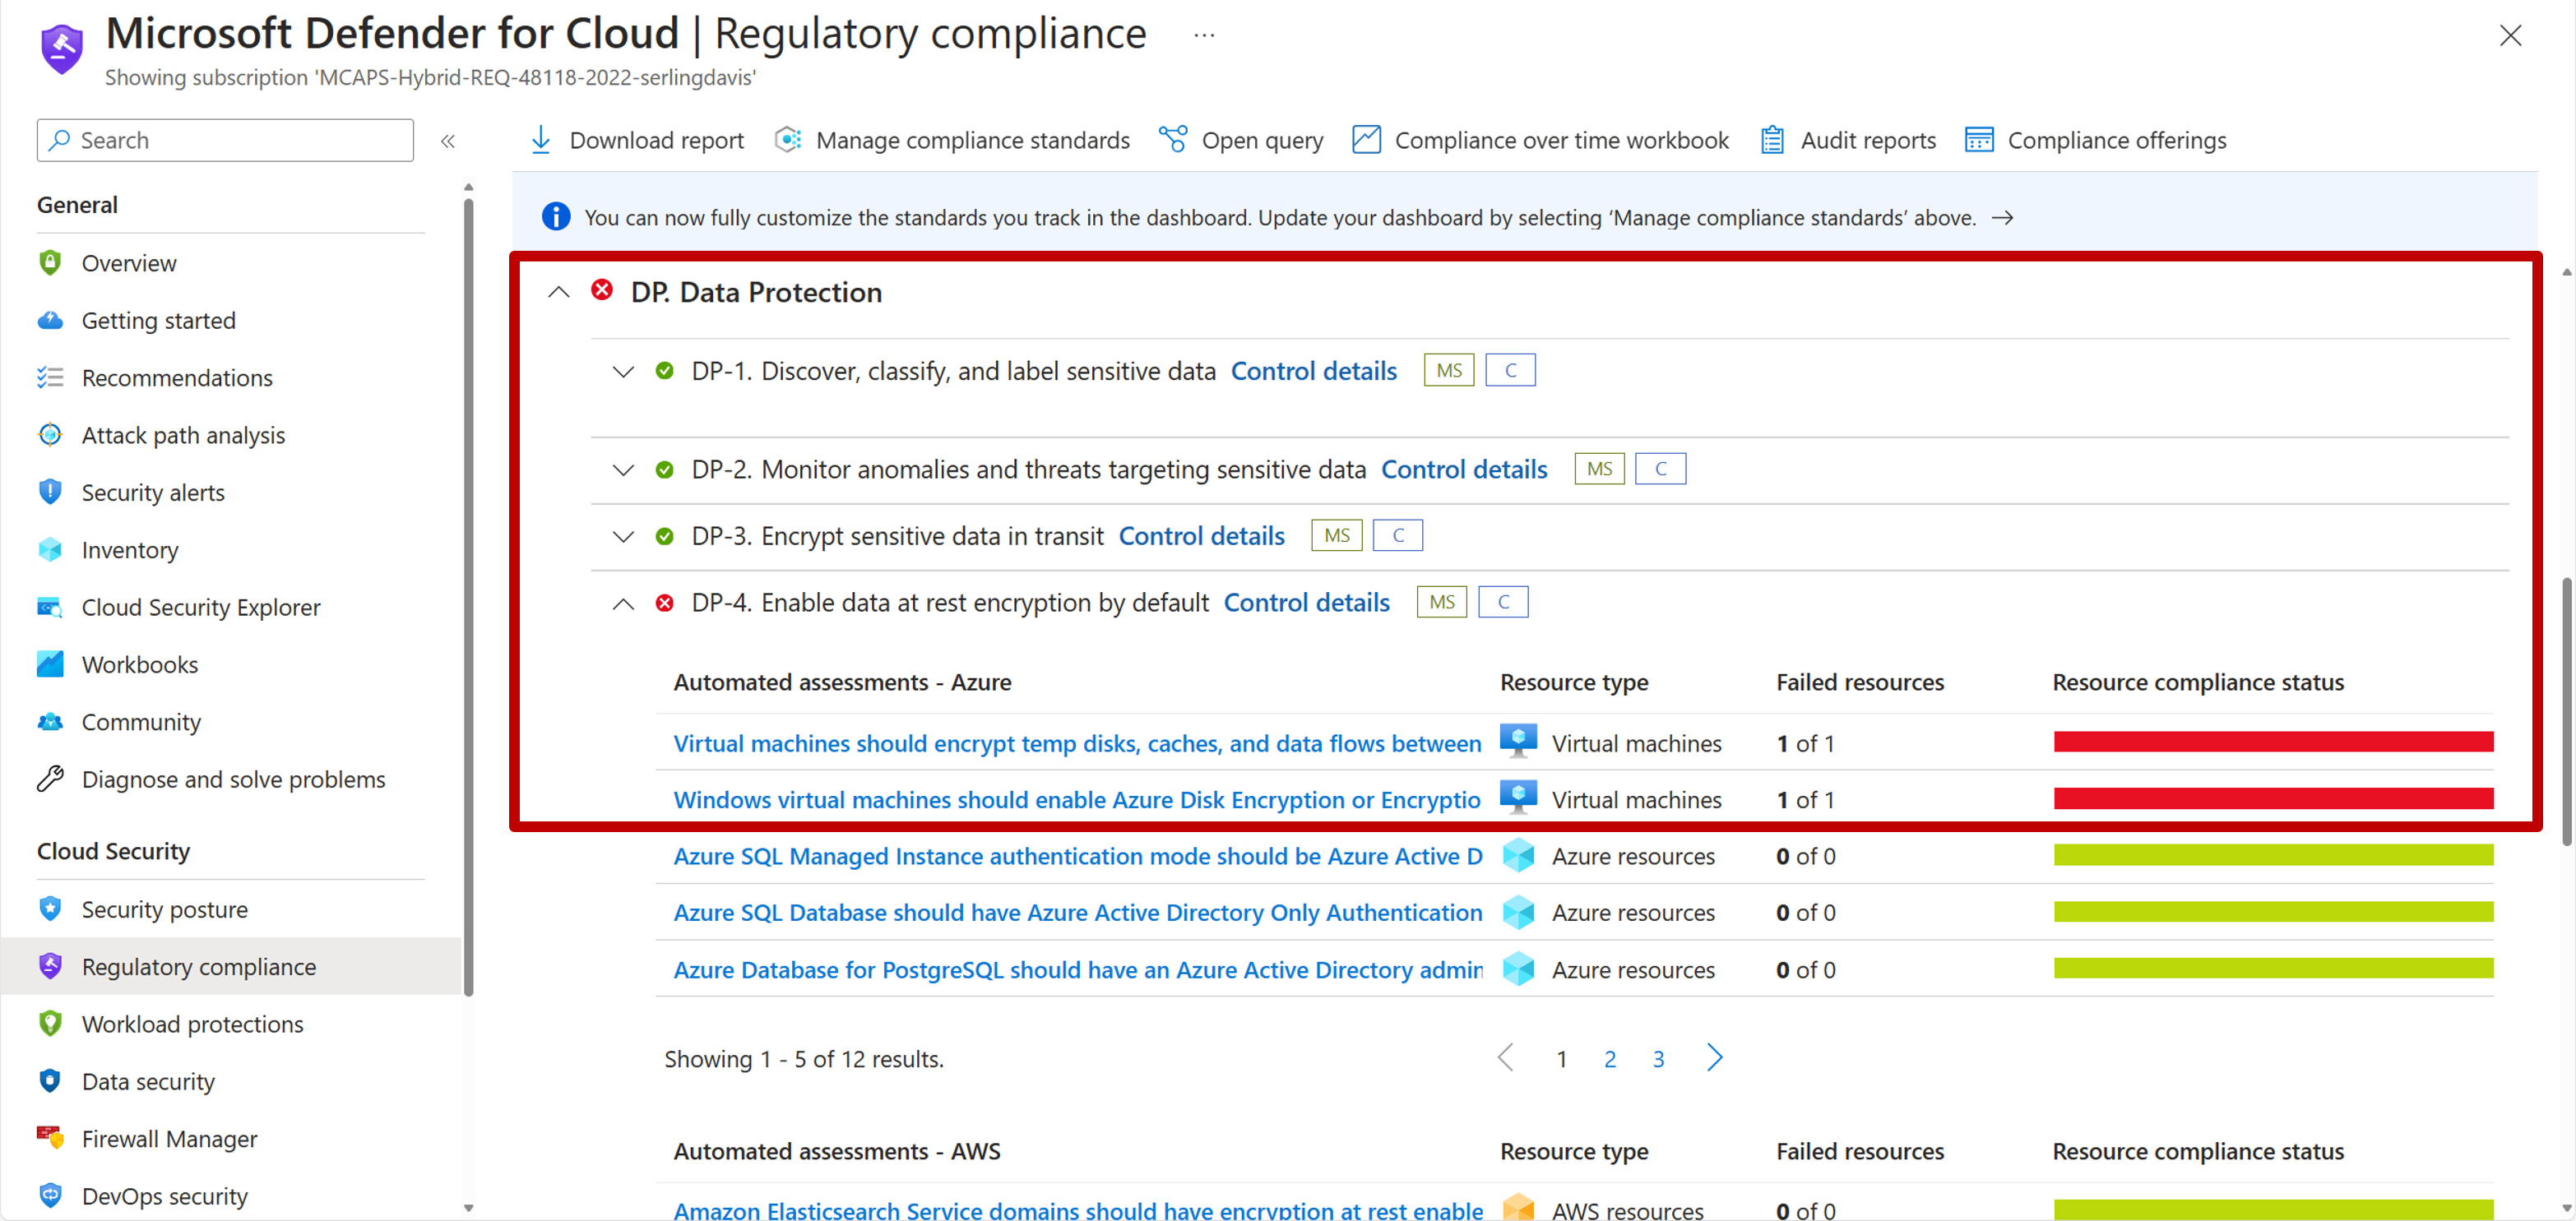 Microsoft Defender for Cloud | Regulatory compliance ...
Showing subscription 'MCAPS-Hybrid-REQ-48118-2022-serlingdavis'
Search
«
Download report
Manage compliance standards
Open query
Compliance over time workbook
Audit reports
Compliance offerings
You can now fully customize the standards you track in the dashboard. Update your dashboard by selecting ‘Manage compliance standards’ above. →
General
Overview
Getting started
Recommendations
Attack path analysis
Security alerts
Inventory
Cloud Security Explorer
Workbooks
Community
Diagnose and solve problems
Cloud Security
Security posture
Regulatory compliance
Workload protections
Data security
Firewall Manager
DevOps security
DP. Data Protection
DP-1. Discover, classify, and label sensitive data Control details MS C
DP-2. Monitor anomalies and threats targeting sensitive data Control details MS C
DP-3. Encrypt sensitive data in transit Control details MS C
DP-4. Enable data at rest encryption by default Control details MS C
Automated assessments - Azure Resource type Failed resources Resource compliance status
Virtual machines should encrypt temp disks, caches, and data flows between Virtual machines 1 of 1
Windows virtual machines should enable Azure Disk Encryption or Encryptio Virtual machines 1 of 1
Azure SQL Managed Instance authentication mode should be Azure Active D Azure resources 0 of 0
Azure SQL Database should have Azure Active Directory Only Authentication Azure resources 0 of 0
Azure Database for PostgreSQL should have an Azure Active Directory admin Azure resources 0 of 0
Showing 1 - 5 of 12 results. 1 2 3
Automated assessments - AWS Resource type Failed resources Resource compliance status
Amazon Elasticsearch Service domains should have encryption at rest enable AWS resources 0 of 0